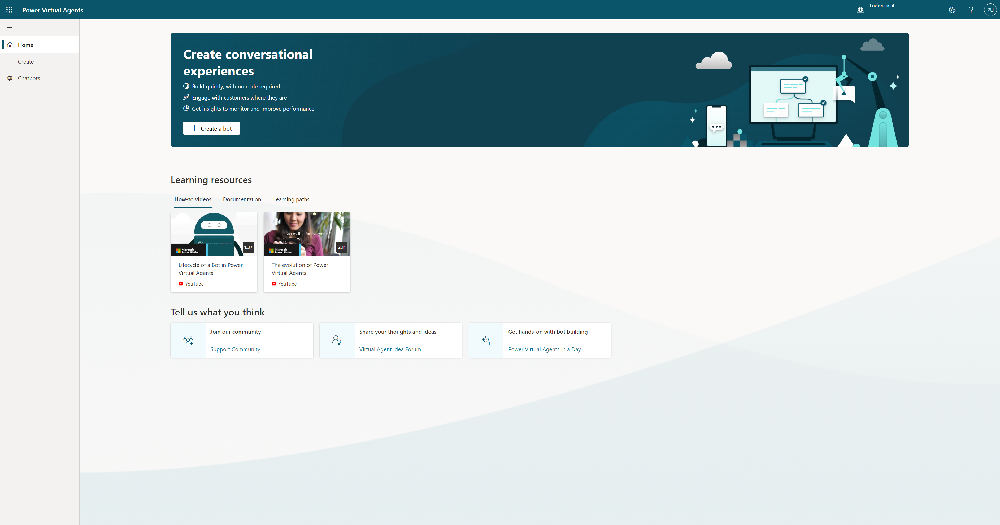 Power Virtual Agents
Environment
PU
Home
Create
Chatbots
Create conversational
experiences
Build quickly, with no code required
Engage with customers where they are
Get insights to monitor and improve performance
Create a bot
Learning resources
How-to videos
Documentation
Learning paths
Microsoft
Power Platform
1:37
accessible for everyone
Microsoft
Power Platform
2:11
Lifecycle of a Bot in Power
Virtual Agents
YouTube
The evolution of Power
Virtual Agents
YouTube
Tell us what you think
Join our community
Support Community
Share your thoughts and ideas
Virtual Agent Idea Forum
Get hands-on with bot building
Power Virtual Agents in a Day